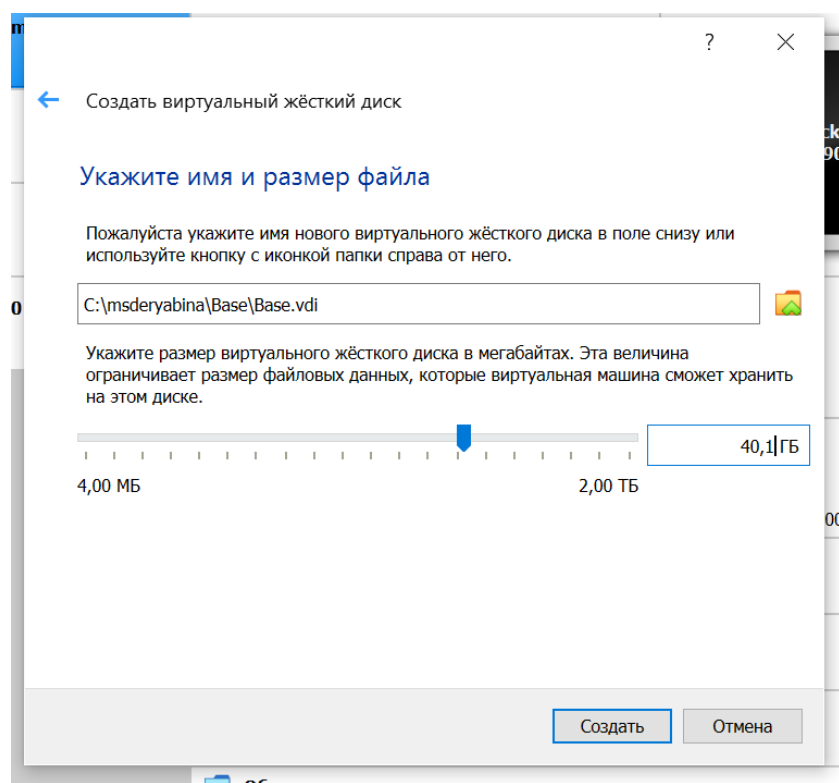 m
?
Создать виртуальный жёсткий диск
Укажите имя и размер файла
Пожалуйста укажите имя нового виртуального жёсткого диска в поле снизу или
используйте кнопку с иконкой папки справа от него.
C:\msderyabina\Base\Base.vdi
Укажите размер виртуального жёсткого диска в мегабайтах. Эта величина
ограничивает размер файловых данных, которые виртуальная машина сможет хранить
на этом диске.
40,1 ГБ
4,00 МБ 2,00 ТБ
Создать Отмена